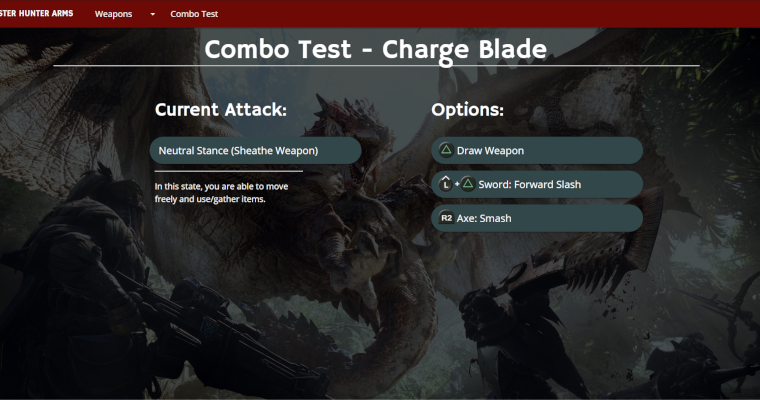 STER HUNTER ARMS Weapons Combo Test
Combo Test - Charge Blade
Current Attack:
Neutral Stance (Sheathe Weapon)
In this state, you are able to move
freely and use/gather items.
Options:
Draw Weapon
L + Sword: Forward Slash
R2 Axe: Smash